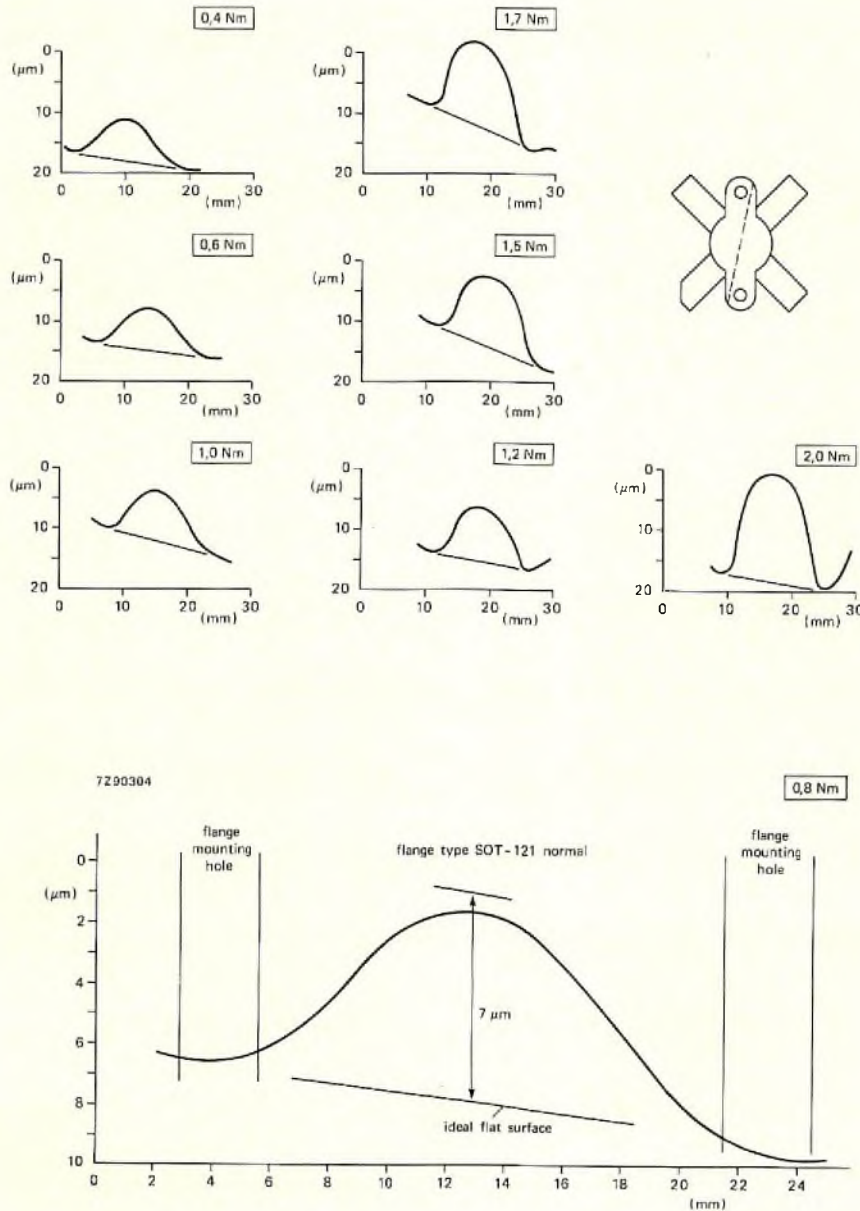 0,4 Nm
0
(μm)
10
20
0 10 20 30
(mm)
1,7 Nm
0
(μm)
10
20
0 10 20 30
(mm)
0,6 Nm
0
μm
10
20
0 10 20 30
(mm)
1,5 Nm
0
μm
10
20
0 10 20 30
(mm)
1,0 Nm
0
(μm)
10
20
0 10 20 30
(mm)
1,2 Nm
0
(μm)
10
20
0 10 20 30
(mm)
2,0 Nm
0
(μm)
10
20
0 10 20 30
(mm)
7Z90304
0,8 Nm
flange
mounting
hole
flange type SOT-121 normal
flange
mounting
hole
0
(μm)
2
4
7 μm
6
8
ideal flat surface
10
0 2 4 6 8 10 12 14 16 18 20 22 24
(mm)